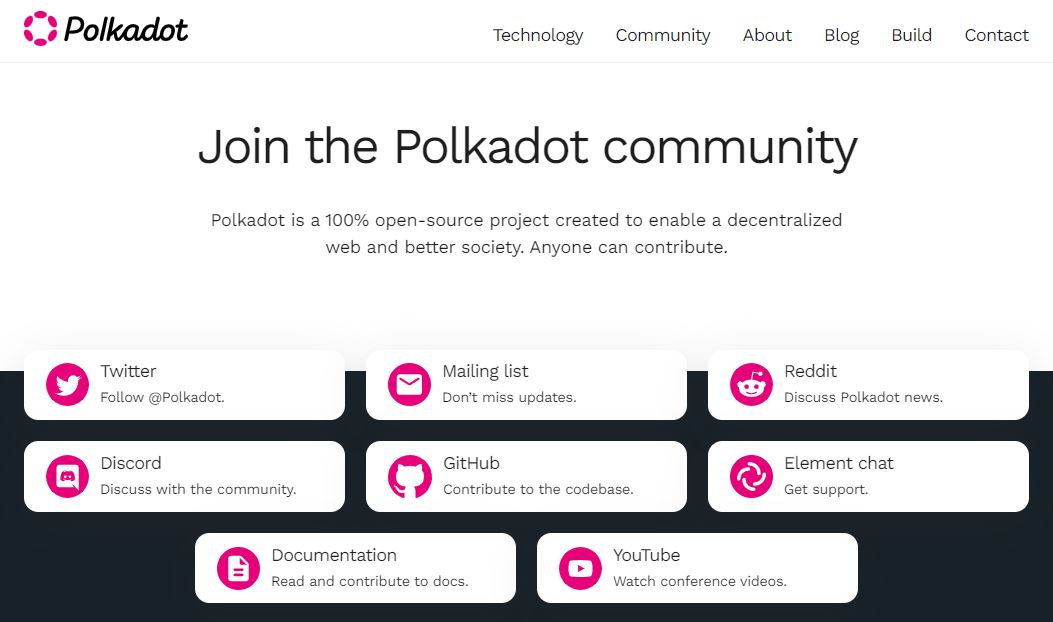 Polkadot
Technology Community About Blog Build Contact
Join the Polkadot community
Polkadot is a 100% open-source project created to enable a decentralized
web and better society. Anyone can contribute.
Twitter
Follow @Polkadot.
Mailing list
Don’t miss updates.
Reddit
Discuss Polkadot news.
Discord
Discuss with the community.
GitHub
Contribute to the codebase.
Element chat
Get support.
Documentation
Read and contribute to docs.
YouTube
Watch conference videos.